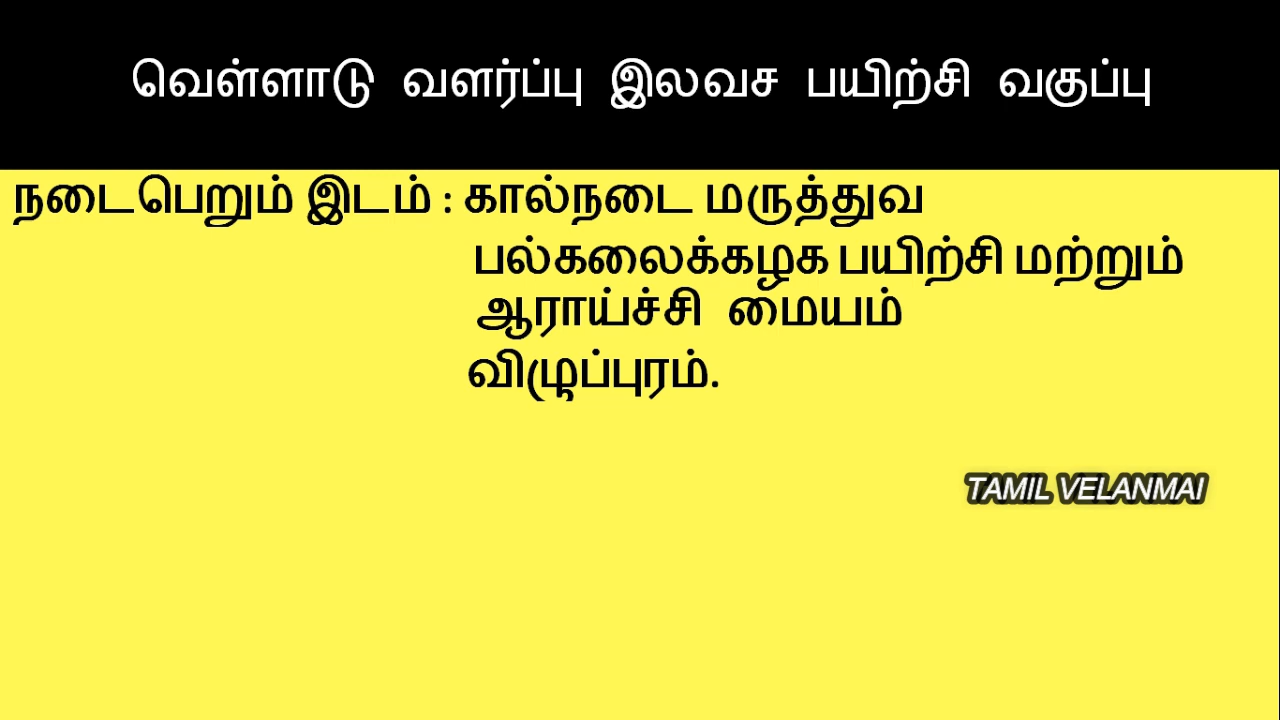 வெள்ளாடு வளர்ப்பு இலவச பயிற்சி வகுப்பு
நடைபெறும் இடம் : கால்நடை மருத்துவ
பல்கலைக்கழக பயிற்சி மற்றும்
ஆராய்ச்சி மையம்
விழுப்புரம்.
TAMIL VELANMAI